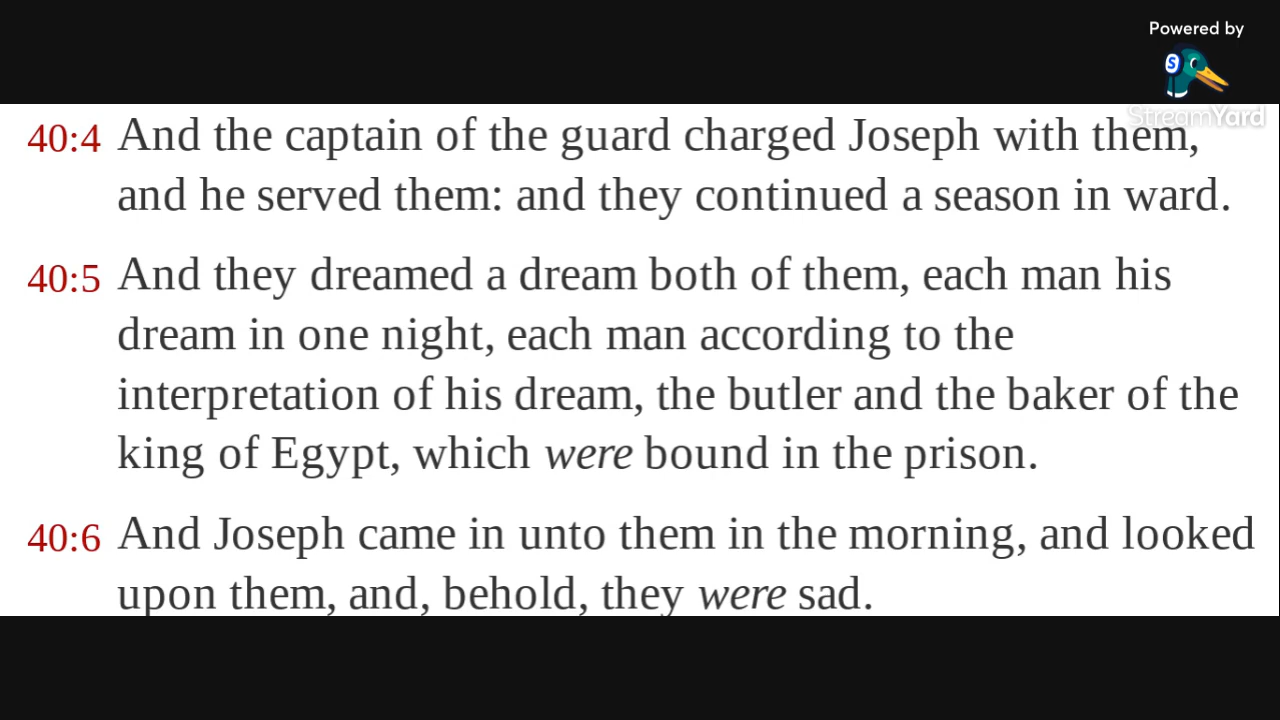 Powered by
S
StreamYard
40:4 And the captain of the guard charged Joseph with them,
and he served them: and they continued a season in ward.
40:5 And they dreamed a dream both of them, each man his
dream in one night, each man according to the
interpretation of his dream, the butler and the baker of the
king of Egypt, which were bound in the prison.
40:6 And Joseph came in unto them in the morning, and looked
upon them, and, behold, they were sad.